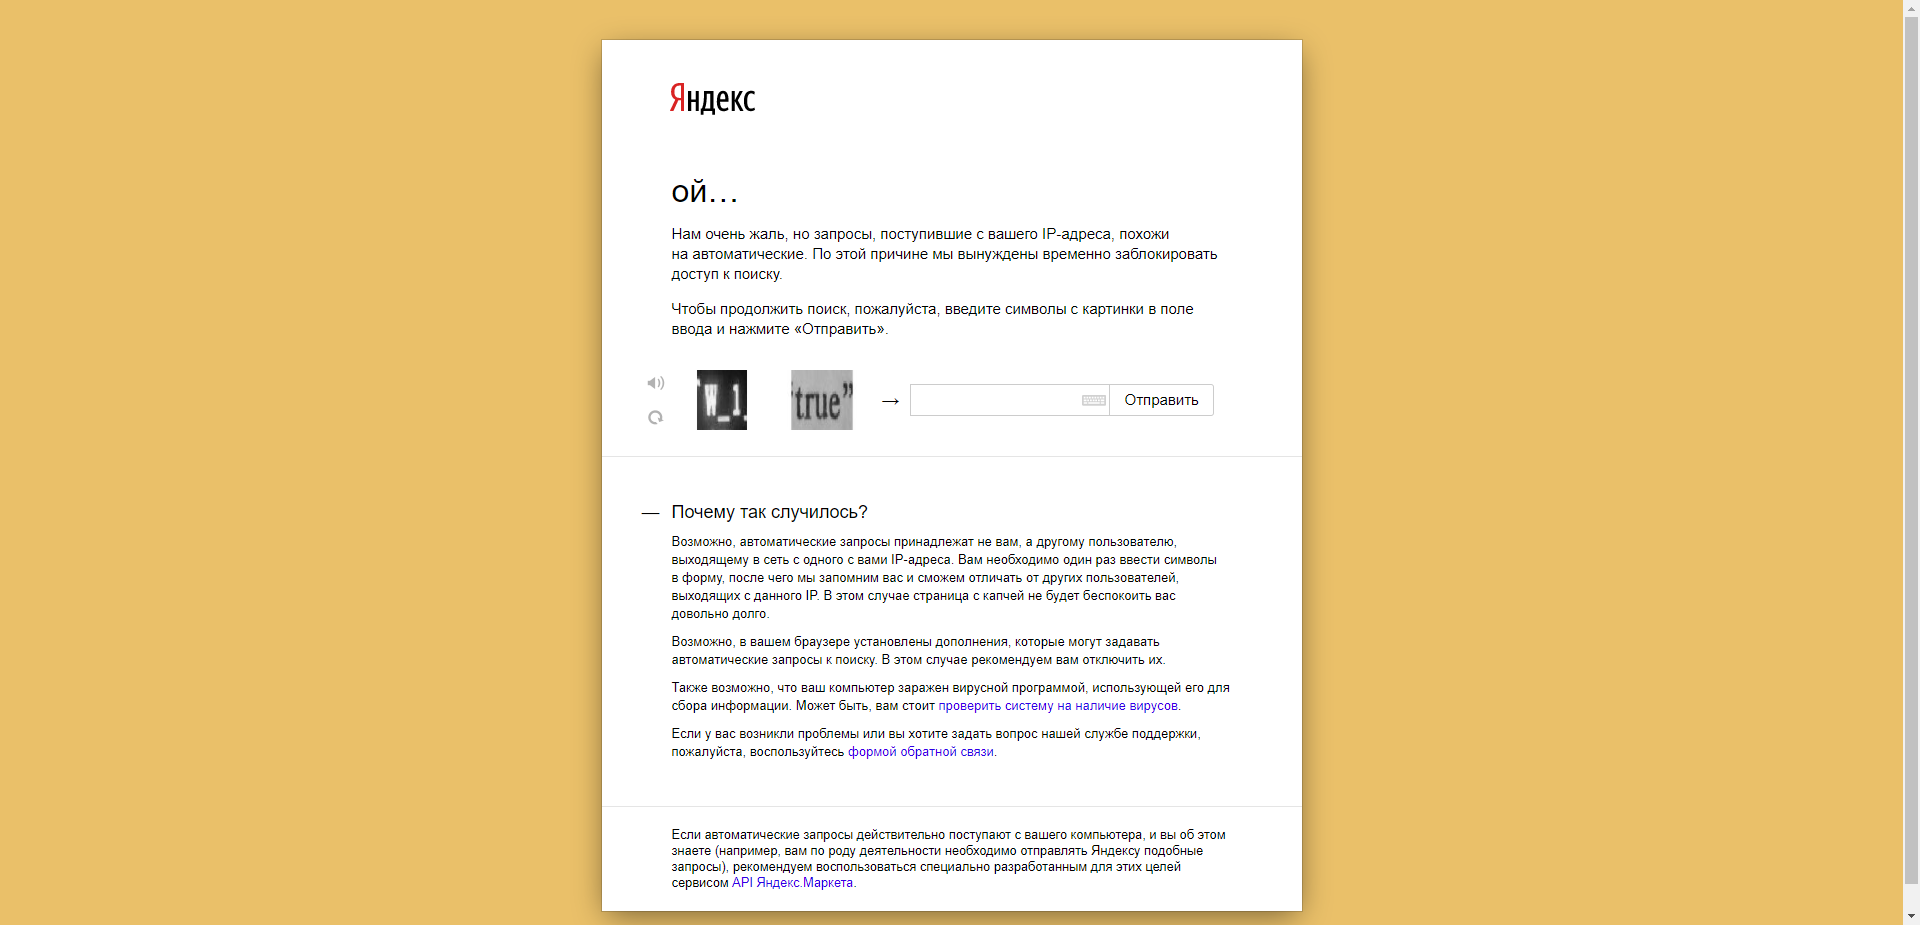 Яндекс
ой…
Нам очень жаль, но запросы, поступившие с вашего IP-адреса, похожи
на автоматические. По этой причине мы вынуждены временно заблокировать
доступ к поиску.
Чтобы продолжить поиск, пожалуйста, введите символы с картинки в поле
ввода и нажмите «Отправить».
W_1. “true” → Отправить
— Почему так случилось?
Возможно, автоматические запросы принадлежат не вам, а другому пользователю,
выходящему в сеть с одного с вами IP-адреса. Вам необходимо один раз ввести символы
в форму, после чего мы запомним вас и сможем отличать от других пользователей,
выходящих с данного IP. В этом случае страница с капчей не будет беспокоить вас
довольно долго.
Возможно, в вашем браузере установлены дополнения, которые могут задавать
автоматические запросы к поиску. В этом случае рекомендуем вам отключить их.
Также возможно, что ваш компьютер заражен вирусной программой, использующей его для
сбора информации. Может быть, вам стоит проверить систему на наличие вирусов.
Если у вас возникли проблемы или вы хотите задать вопрос нашей службе поддержки,
пожалуйста, воспользуйтесь формой обратной связи.
Если автоматические запросы действительно поступают с вашего компьютера, и вы об этом
знаете (например, вам по роду деятельности необходимо отправлять Яндексу подобные
запросы), рекомендуем воспользоваться специально разработанным для этих целей
сервисом API Яндекс.Маркета.